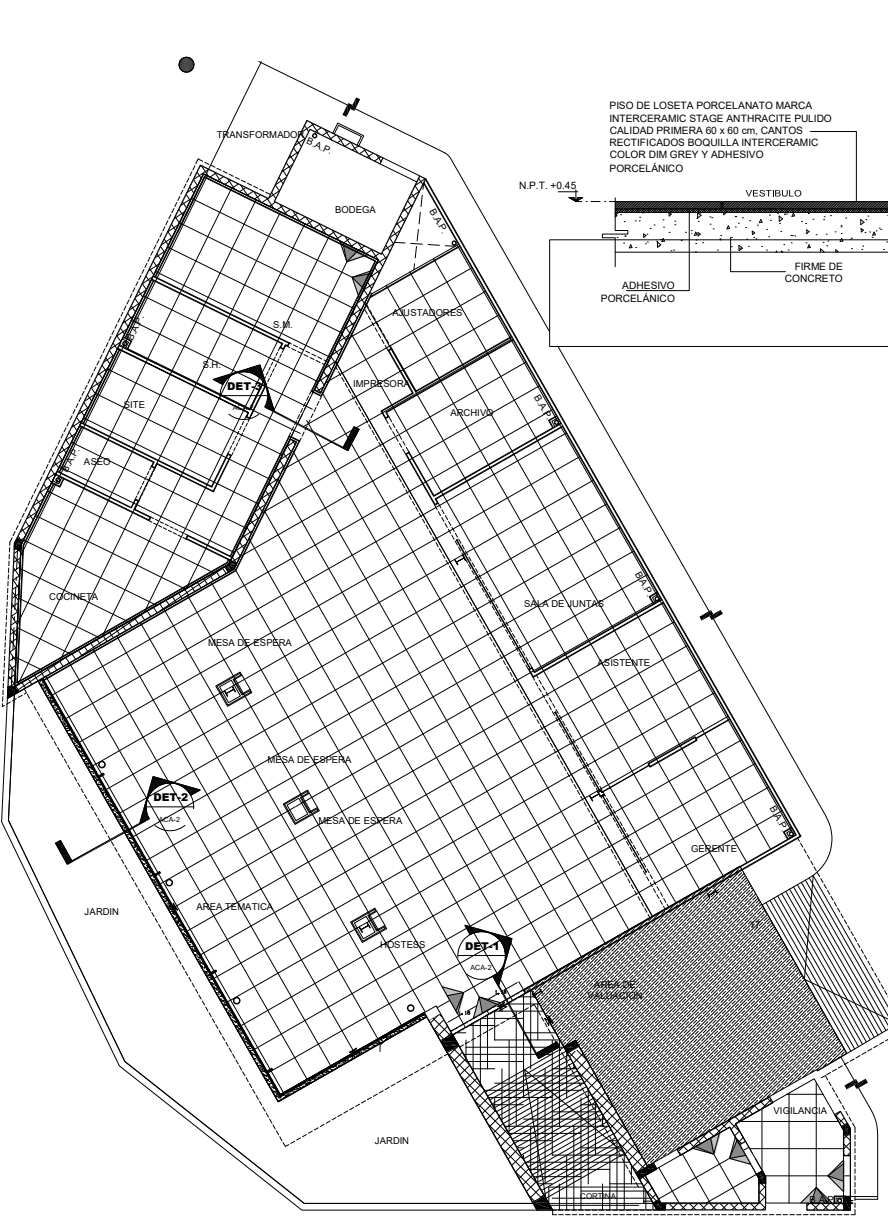 PISO DE LOSETA PORCELANATO MARCA
INTERCERAMIC STAGE ANTHRACITE PULIDO
CALIDAD PRIMERA 60 x 60 cm, CANTOS
RECTIFICADOS BOQUILLA INTERCERAMIC
COLOR DIM GREY Y ADHESIVO
PORCELÁNICO
N.P.T. +0.45
VESTIBULO
FIRME DE
CONCRETO
ADHESIVO
PORCELÁNICO
TRANSFORMADOR
B.A.P.
BODEGA
B.A.P.
AJUSTADORES
S.M.
B.A.P.
S.H.
DET-3
IMPRESORA
ARCHIVO
B.A.P.
SITE
ASEO
B.A.P.
COCINETA
SALA DE JUNTAS
B.A.P.
MESA DE ESPERA
ASISTENTE
MESA DE ESPERA
DET-2
ACA-2
MESA DE ESPERA
B.A.P.
GERENTE
JARDIN
AREA TEMATICA
HOSTESS
DET-1
ACA-2
AREA DE
VALUACION
VIGILANCIA
JARDIN
CORTINA
B.A.P.